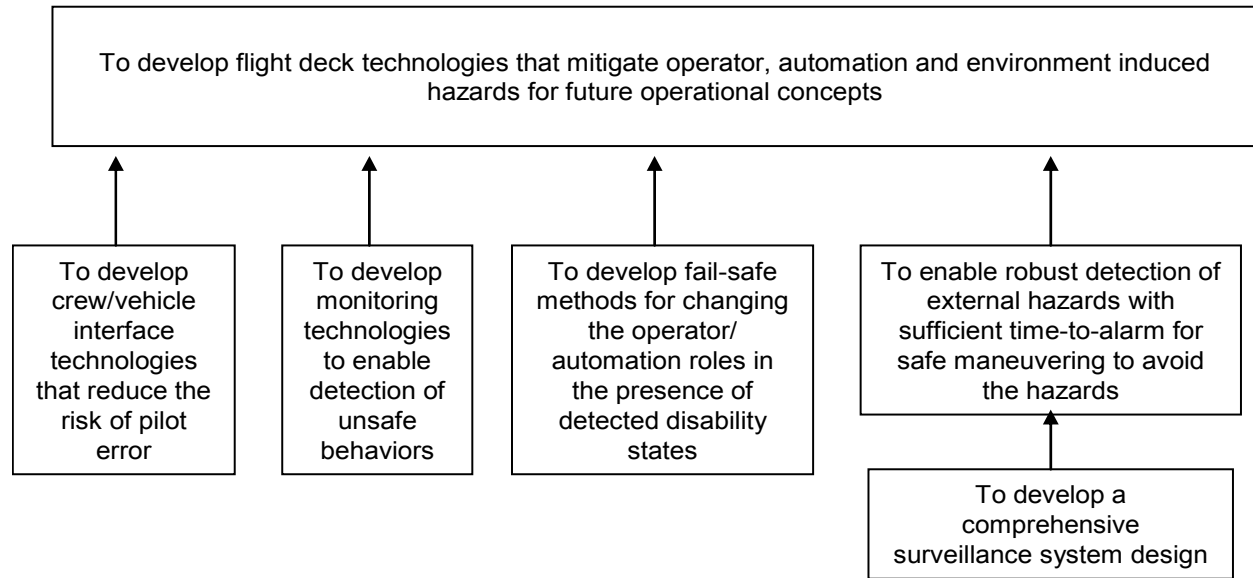 To develop flight deck technologies that mitigate operator, automation and environment induced
hazards for future operational concepts
To develop
crew/vehicle
interface
technologies
that reduce the
risk of pilot
error
To develop
monitoring
technologies
to enable
detection of
unsafe
behaviors
To develop fail-safe
methods for changing
the operator/
automation roles in
the presence of
detected disability
states
To enable robust detection of
external hazards with
sufficient time-to-alarm for
safe maneuvering to avoid
the hazards
To develop a
comprehensive
surveillance system design